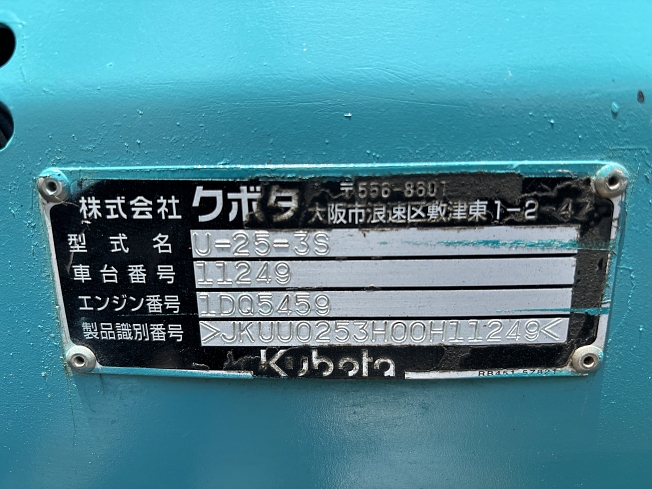 株式会社 クボタ 〒556-8601
大阪市浪速区敷津東1-2-47
型式名 U-25-3S
車台番号 11249
エンジン番号 1DQ5459
製品識別番号 >JKUU0253H00H11249<
Kubota